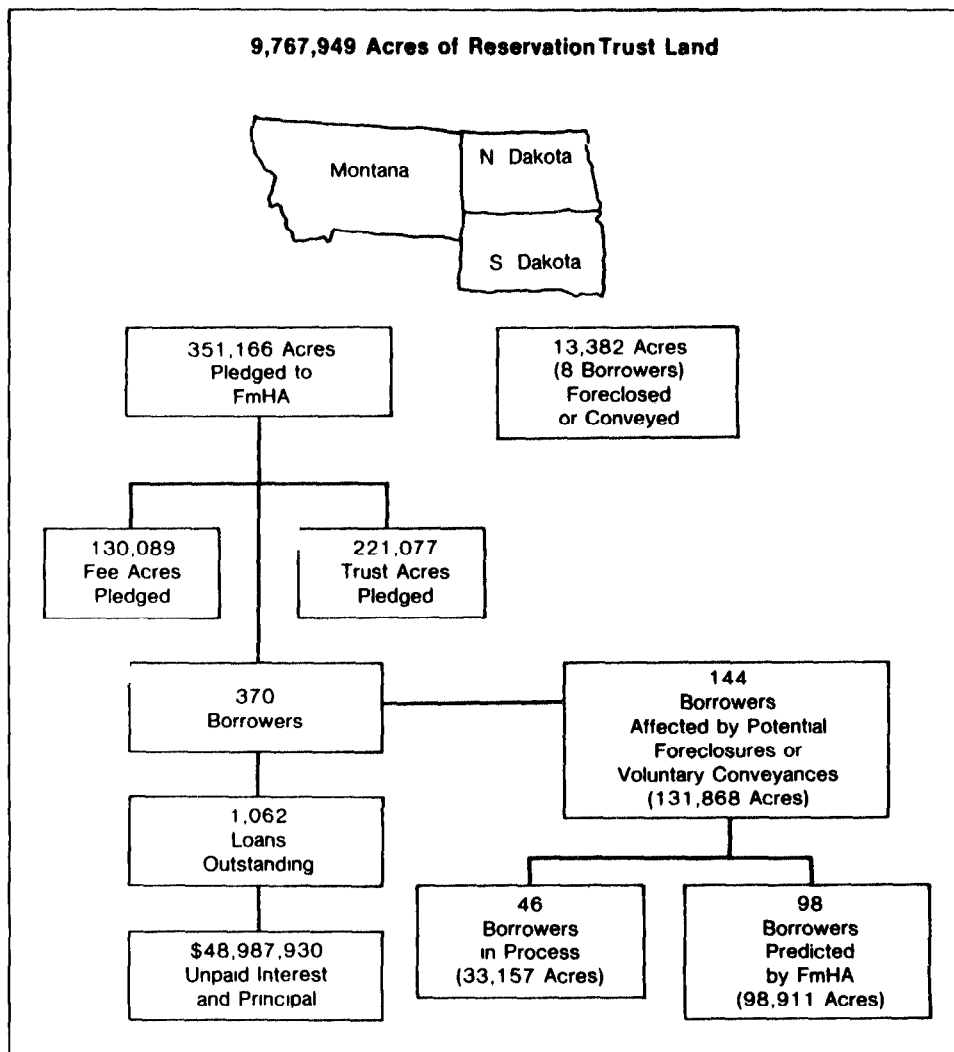 9,767,949 Acres of Reservation Trust Land
Montana
N Dakota
S Dakota
351,166 Acres
Pledged to
FmHA
13,382 Acres
(8 Borrowers)
Foreclosed
or Conveyed
130,089
Fee Acres
Pledged
221,077
Trust Acres
Pledged
370
Borrowers
144
Borrowers
Affected by Potential
Foreclosures or
Voluntary Conveyances
(131,868 Acres)
1,062
Loans
Outstanding
46
Borrowers
in Process
(33,157 Acres)
98
Borrowers
Predicted
by FmHA
(98,911 Acres)
$48,987,930
Unpaid Interest
and Principal